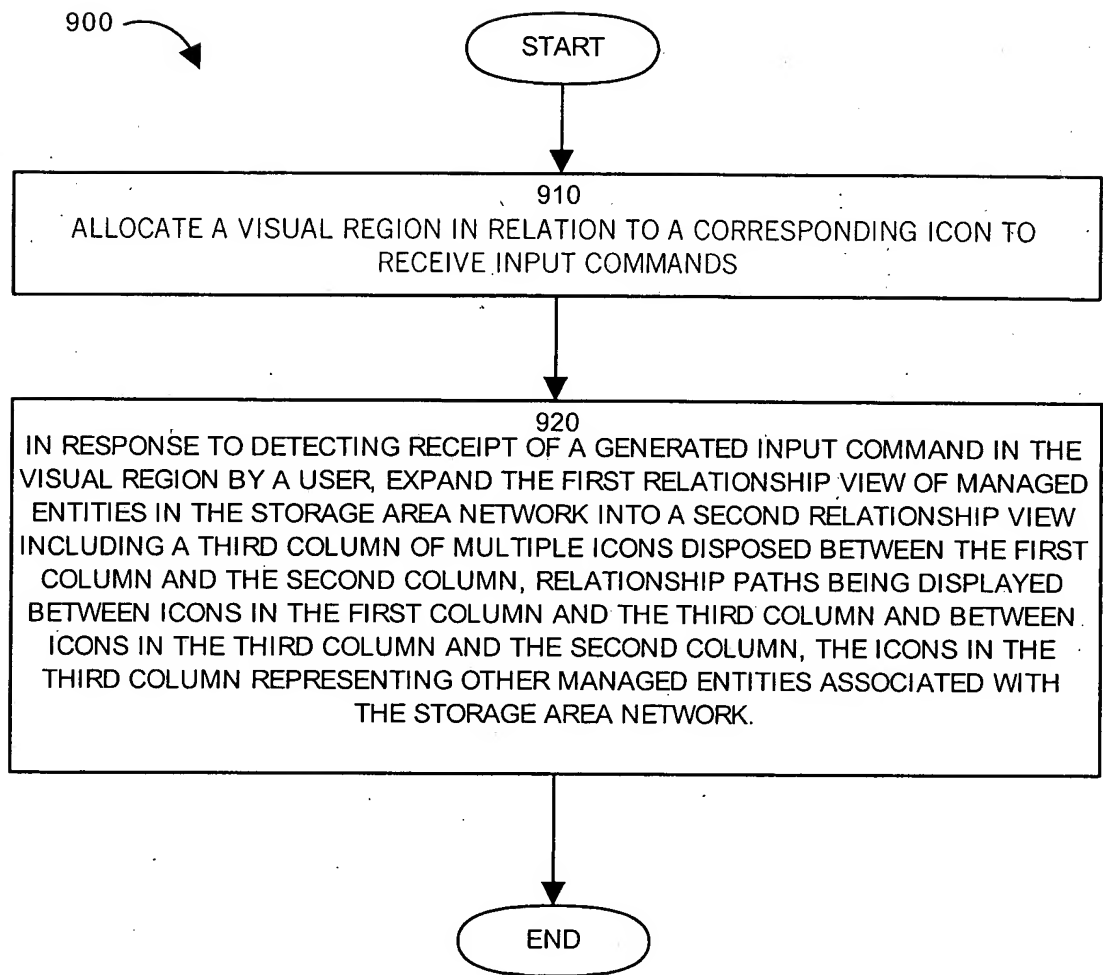 900
START
910
ALLOCATE A VISUAL REGION IN RELATION TO A CORRESPONDING ICON TO
RECEIVE INPUT COMMANDS
920
IN RESPONSE TO DETECTING RECEIPT OF A GENERATED INPUT COMMAND IN THE
VISUAL REGION BY A USER, EXPAND THE FIRST RELATIONSHIP VIEW OF MANAGED
ENTITIES IN THE STORAGE AREA NETWORK INTO A SECOND RELATIONSHIP VIEW
INCLUDING A THIRD COLUMN OF MULTIPLE ICONS DISPOSED BETWEEN THE FIRST
COLUMN AND THE SECOND COLUMN, RELATIONSHIP PATHS BEING DISPLAYED
BETWEEN ICONS IN THE FIRST COLUMN AND THE THIRD COLUMN AND BETWEEN
ICONS IN THE THIRD COLUMN AND THE SECOND COLUMN, THE ICONS IN THE
THIRD COLUMN REPRESENTING OTHER MANAGED ENTITIES ASSOCIATED WITH
THE STORAGE AREA NETWORK.
END